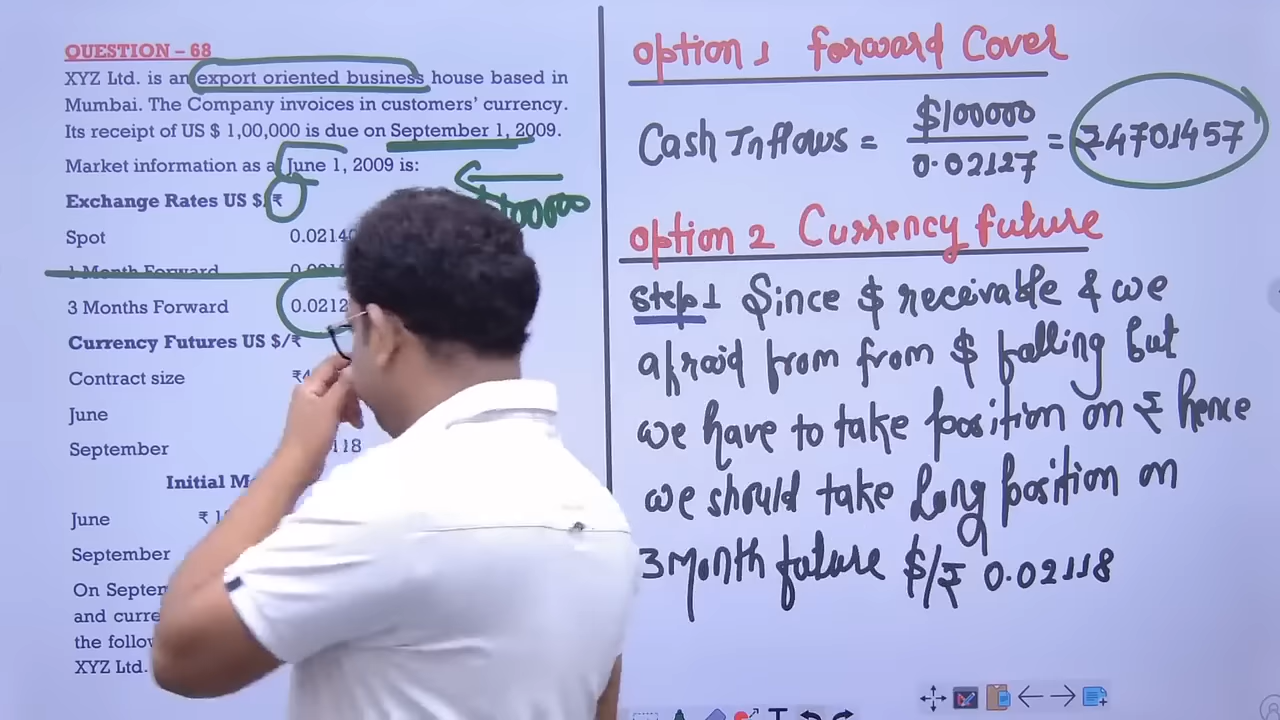 QUESTION – 68
XYZ Ltd. is an export oriented business house based in
Mumbai. The Company invoices in customers' currency.
Its receipt of US $ 1,00,000 is due on September 1, 2009.
Market information as a June 1, 2009 is:
Exchange Rates US $/₹
Spot 0.02140
1 Month Forward
3 Months Forward 0.0212
Currency Futures US $/₹
Contract size ₹4
June
September 118
Initial M
June ₹ 1
September
On Septem
and curre
the follow
XYZ Ltd.
$100000
option 1 Forward Cover
Cash Inflows = $100000 / 0.02127 = ₹4701457
option 2 Currency future
step 1 Since $ receivable & we
afraid from from $ falling but
we have to take position on ₹ hence
we should take long position on
3 Month future $/₹ 0.02118